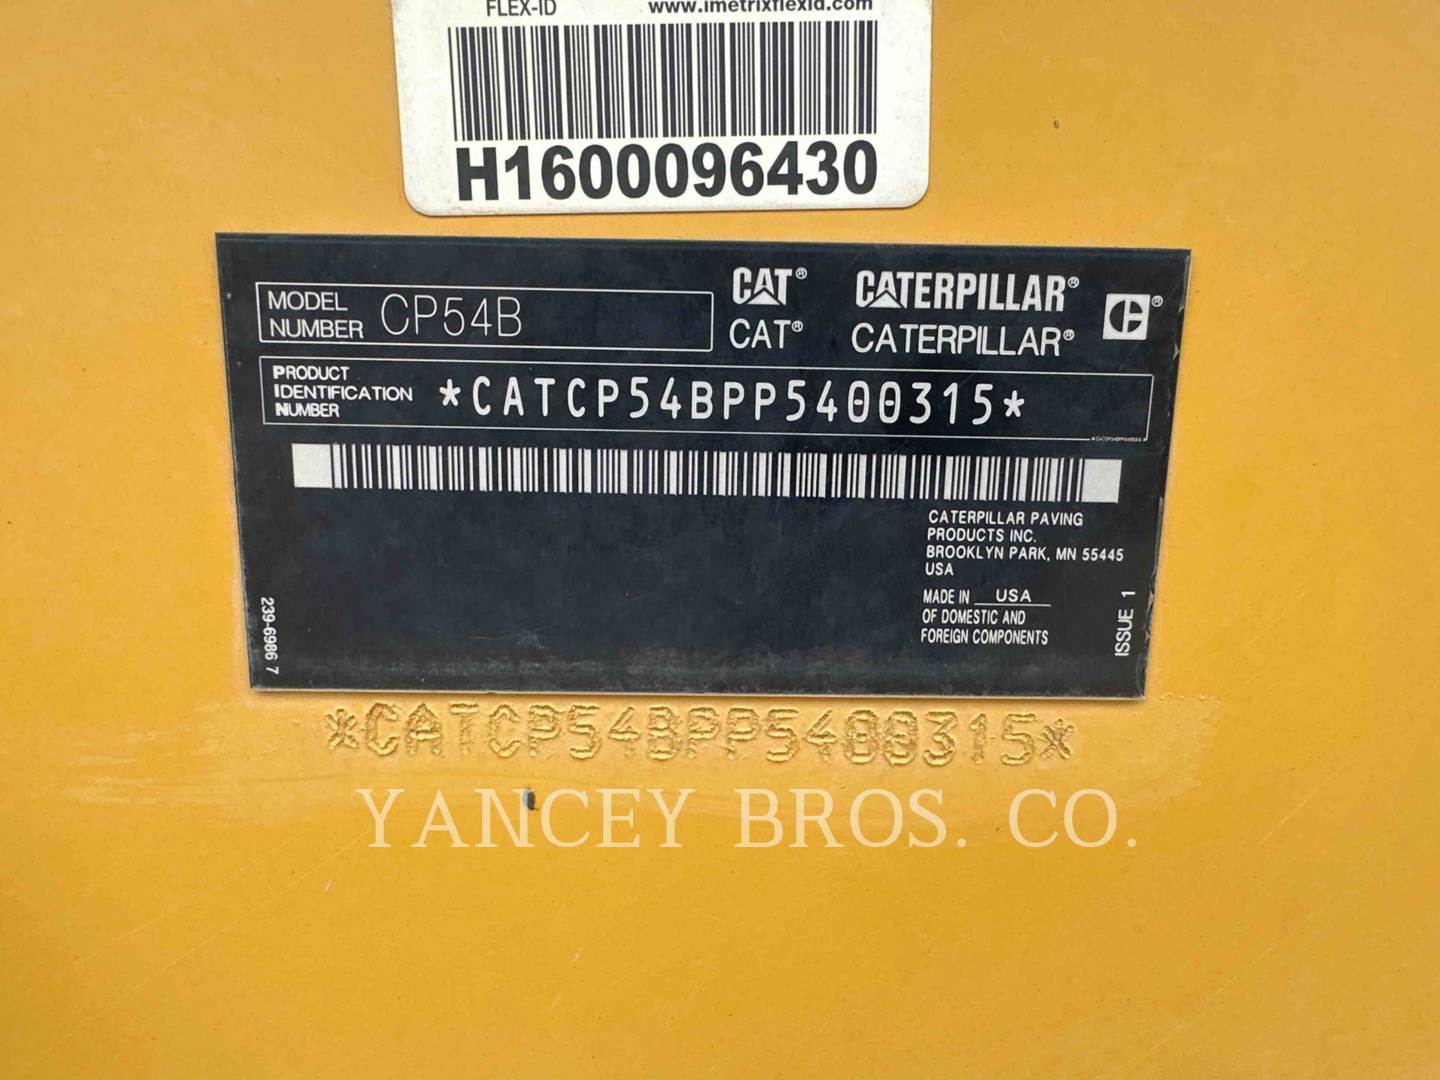 FLEX-ID www.imetrixflexid.com
H1600096430
CAT® CATERPILLAR®
MODEL NUMBER CP54B
CAT® CATERPILLAR®
PRODUCT IDENTIFICATION NUMBER *CATCP54BPP5400315*
CATERPILLAR PAVING
PRODUCTS INC.
BROOKLYN PARK, MN 55445
USA
MADE IN USA
OF DOMESTIC AND
FOREIGN COMPONENTS
239-6986 7
ISSUE 1
*CATCP54BPP5400315*
YANCEY BROS. CO.